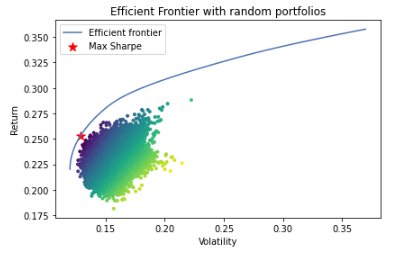 Efficient Frontier with random portfolios
Efficient frontier
Max Sharpe
0.350
0.325
0.300
0.275
0.250
0.225
0.200
0.175
Return
0.15
0.20
0.25
0.30
0.35
Volatility